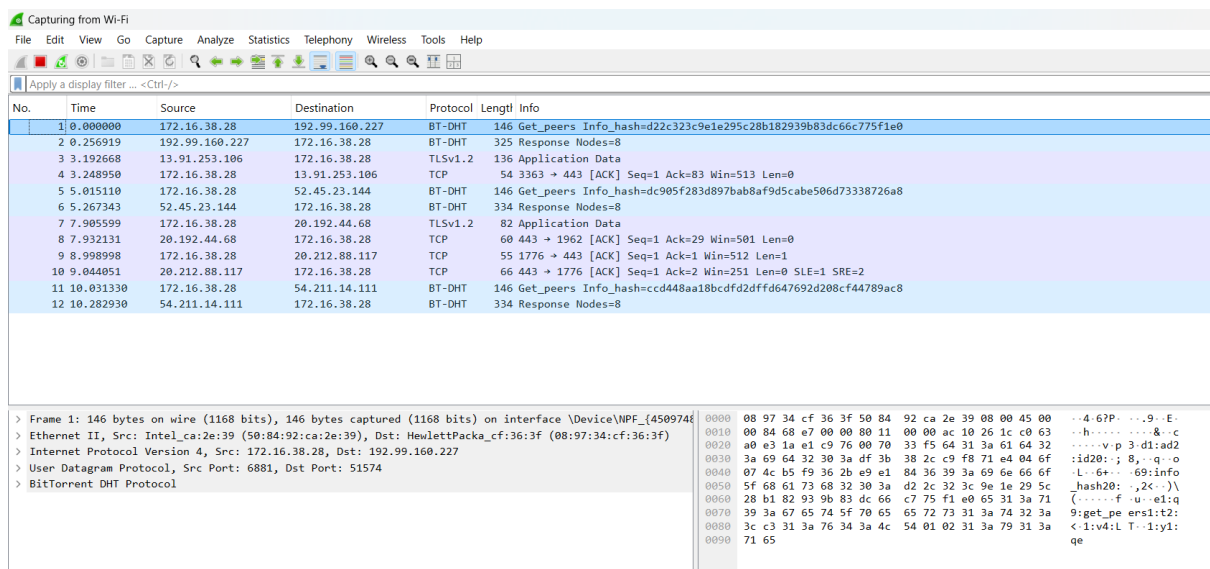 Capturing from Wi-Fi
File Edit View Go Capture Analyze Statistics Telephony Wireless Tools Help
Apply a display filter ... <Ctrl-/>
No. Time Source Destination Protocol Length Info
1 0.000000 172.16.38.28 192.99.160.227 BT-DHT 146 Get_peers Info_hash=d22c323c9e1e295c28b182939b83dc66c775f1e0
2 0.256919 192.99.160.227 172.16.38.28 BT-DHT 325 Response Nodes=8
3 3.192668 13.91.253.106 172.16.38.28 TLSv1.2 136 Application Data
4 3.248950 172.16.38.28 13.91.253.106 TCP 54 3363 → 443 [ACK] Seq=1 Ack=83 Win=513 Len=0
5 5.015110 172.16.38.28 52.45.23.144 BT-DHT 146 Get_peers Info_hash=dc905f283d897bab8af9d5cabe506d73338726a8
6 5.267343 52.45.23.144 172.16.38.28 BT-DHT 334 Response Nodes=8
7 7.905599 172.16.38.28 20.192.44.68 TLSv1.2 82 Application Data
8 7.932131 20.192.44.68 172.16.38.28 TCP 60 443 → 1962 [ACK] Seq=1 Ack=29 Win=501 Len=0
9 8.998998 172.16.38.28 20.212.88.117 TCP 55 1776 → 443 [ACK] Seq=1 Ack=1 Win=512 Len=1
10 9.044051 20.212.88.117 172.16.38.28 TCP 66 443 → 1776 [ACK] Seq=1 Ack=2 Win=251 Len=0 SLE=1 SRE=2
11 10.031330 172.16.38.28 54.211.14.111 BT-DHT 146 Get_peers Info_hash=ccd448aa18bcdfd2dffd647692d208cf44789ac8
12 10.282930 54.211.14.111 172.16.38.28 BT-DHT 334 Response Nodes=8
> Frame 1: 146 bytes on wire (1168 bits), 146 bytes captured (1168 bits) on interface \Device\NPF_{4509748
> Ethernet II, Src: Intel_ca:2e:39 (50:84:92:ca:2e:39), Dst: HewlettPacka_cf:36:3f (08:97:34:cf:36:3f)
> Internet Protocol Version 4, Src: 172.16.38.28, Dst: 192.99.160.227
> User Datagram Protocol, Src Port: 6881, Dst Port: 51574
> BitTorrent DHT Protocol
0000 08 97 34 cf 36 3f 50 84 92 ca 2e 39 08 00 45 00 ··4·6?P· ···.9··E·
0010 00 84 68 e7 00 00 80 11 00 00 ac 10 26 1c c0 63 ··h····· ····&··c
0020 a0 e3 1a e1 c9 76 00 70 33 f5 64 31 3a 61 64 32 ·····v·p 3·d1:ad2
0030 3a 69 64 32 30 3a df 3b 38 2c c9 f8 71 e4 04 6f :id20:·; 8,··q··o
0040 07 4c b5 f9 36 2b e9 e1 84 36 39 3a 69 6e 66 6f ·L··6+·· ·69:info
0050 5f 68 61 73 68 32 30 3a d2 2c 32 3c 9e 1e 29 5c _hash20: ·,2<··)\
0060 28 b1 82 93 9b 83 dc 66 c7 75 f1 e0 65 31 3a 71 (······f ·u··e1:q
0070 39 3a 67 65 74 5f 70 65 65 72 73 31 3a 74 32 3a 9:get_pe ers1:t2:
0080 3c c3 31 3a 76 34 3a 4c 54 01 02 31 3a 79 31 3a <·1:v4:L T··1:y1:
0090 71 65 qe